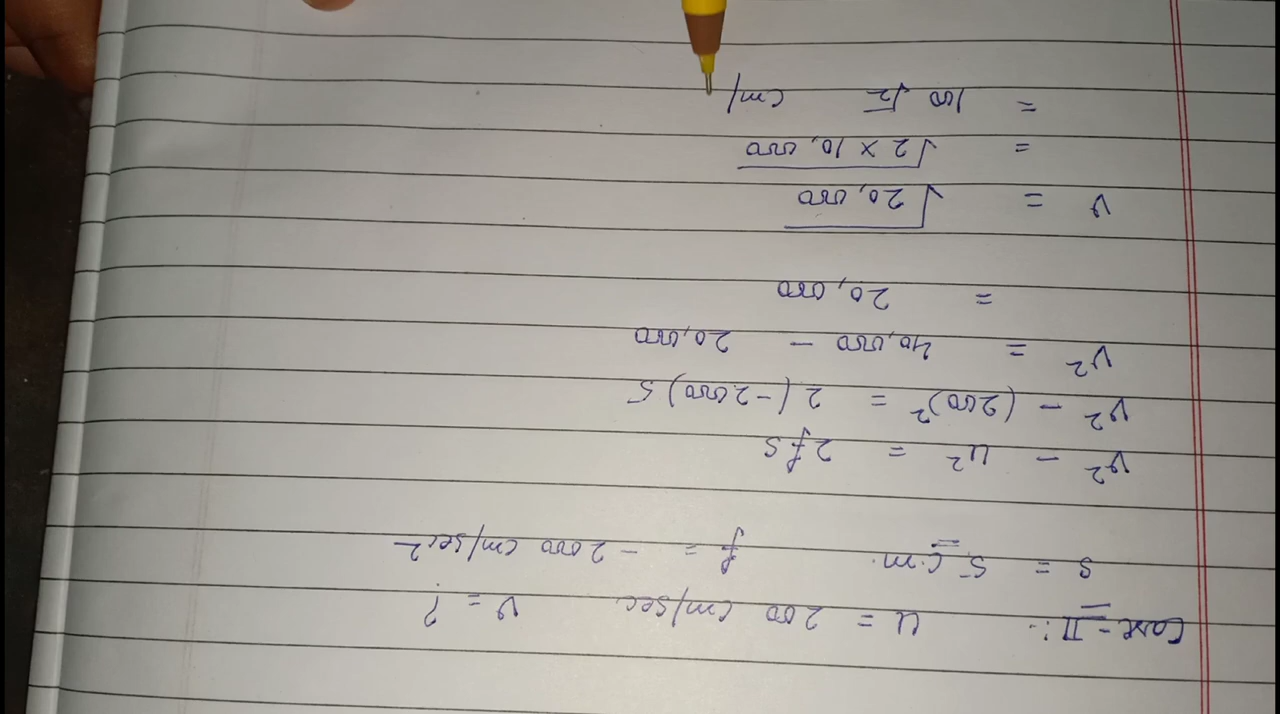 Case - II :- u = 200 cm/sec v = ?
s = 5 c.m. f = - 2000 cm/sec²
v² - u² = 2fs
v² - (200)² = 2 (-2000) 5
v² = 40,000 - 20,000
= 20,000
v = √20,000
= √2 × 10,000
= 100 √2 cm/